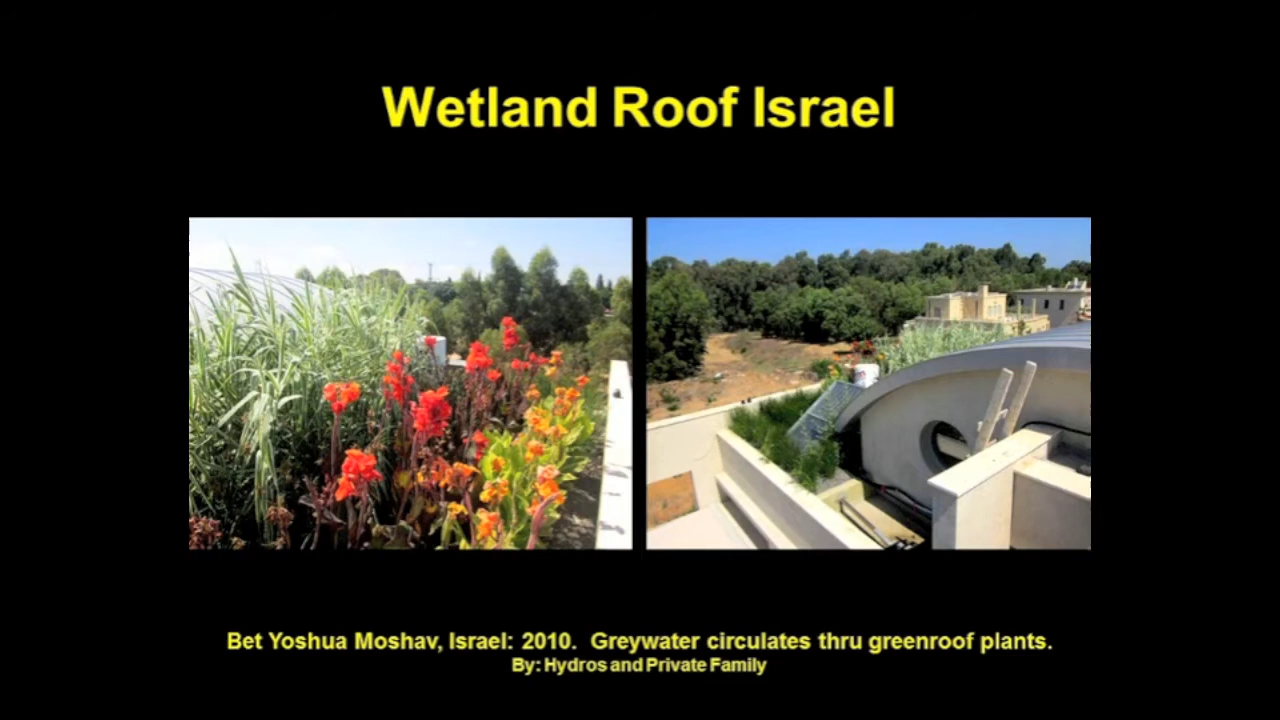 Wetland Roof Israel
Bet Yoshua Moshav, Israel: 2010. Greywater circulates thru greenroof plants.
By: Hydros and Private Family